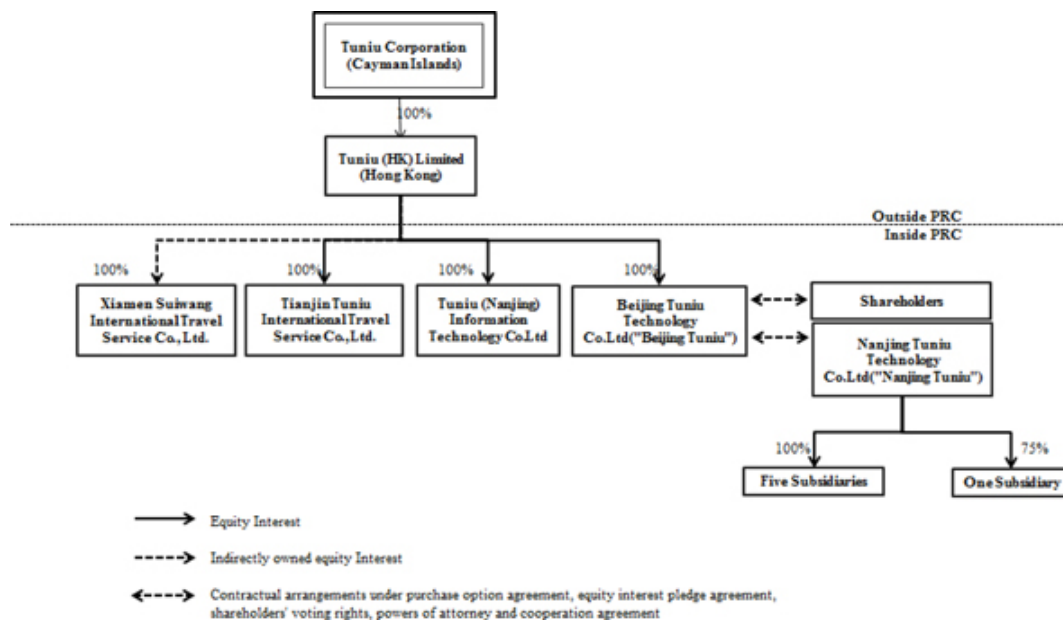 Tuniu Corporation
(Cayman Islands)
100%
Tuniu (HK) Limited
(Hong Kong)
Outside PRC
Inside PRC
100%
100%
100%
100%
Xiamen Suiwang
International Travel
Service Co., Ltd.
Tianjin Tuniu
International Travel
Service Co., Ltd.
Tuniu (Nanjing)
Information
Technology Co.Ltd
Beijing Tuniu
Technology
Co.Ltd("Beijing Tuniu")
Shareholders
Nanjing Tuniu
Technology
Co.Ltd("Nanjing Tuniu")
100%
75%
Five Subsidiaries
One Subsidiary
Equity Interest
Indirectly owned equity Interest
Contractual arrangements under purchase option agreement, equity interest pledge agreement,
shareholders' voting rights, powers of attorney and cooperation agreement